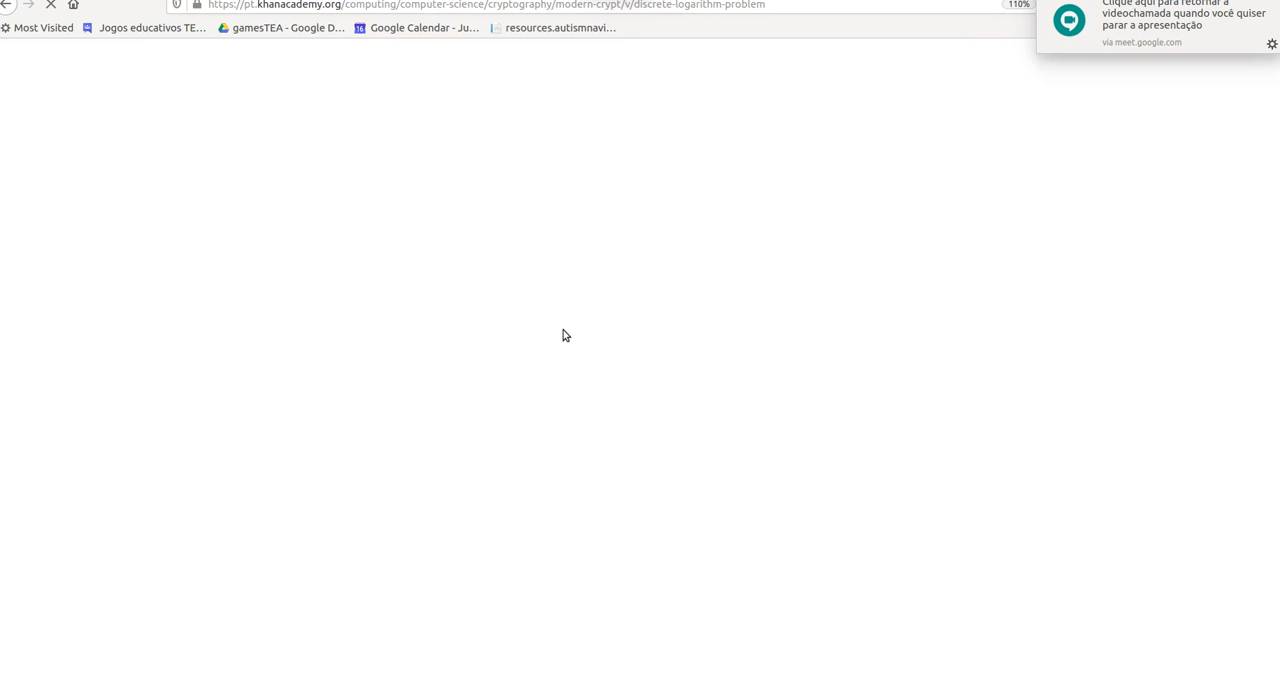 https://pt.khanacademy.org/computing/computer-science/cryptography/modern-crypt/v/discrete-logarithm-problem
110%
Most Visited
Jogos educativos TE…
gamesTEA - Google D…
16
Google Calendar - Ju…
resources.autismnavi…
Clique aqui para retornar à
videochamada quando você quiser
parar a apresentação
via meet.google.com